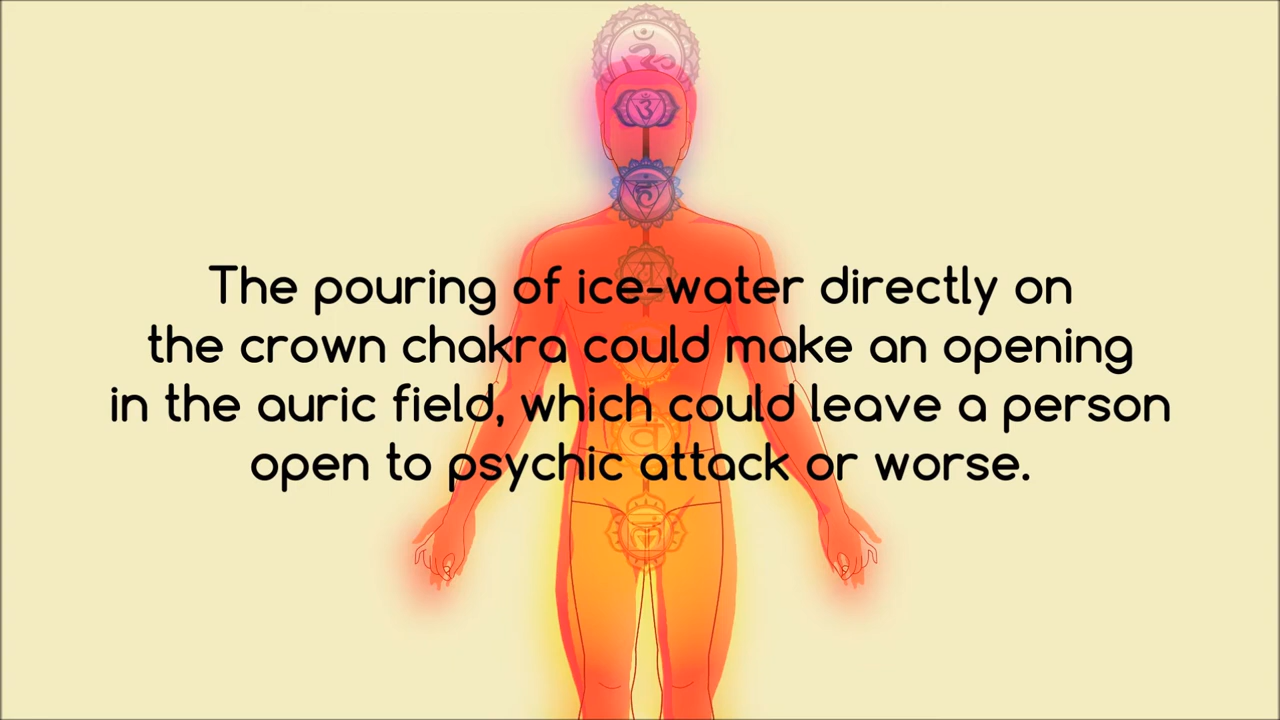 The pouring of ice-water directly on
the crown chakra could make an opening
in the auric field, which could leave a person
open to psychic attack or worse.